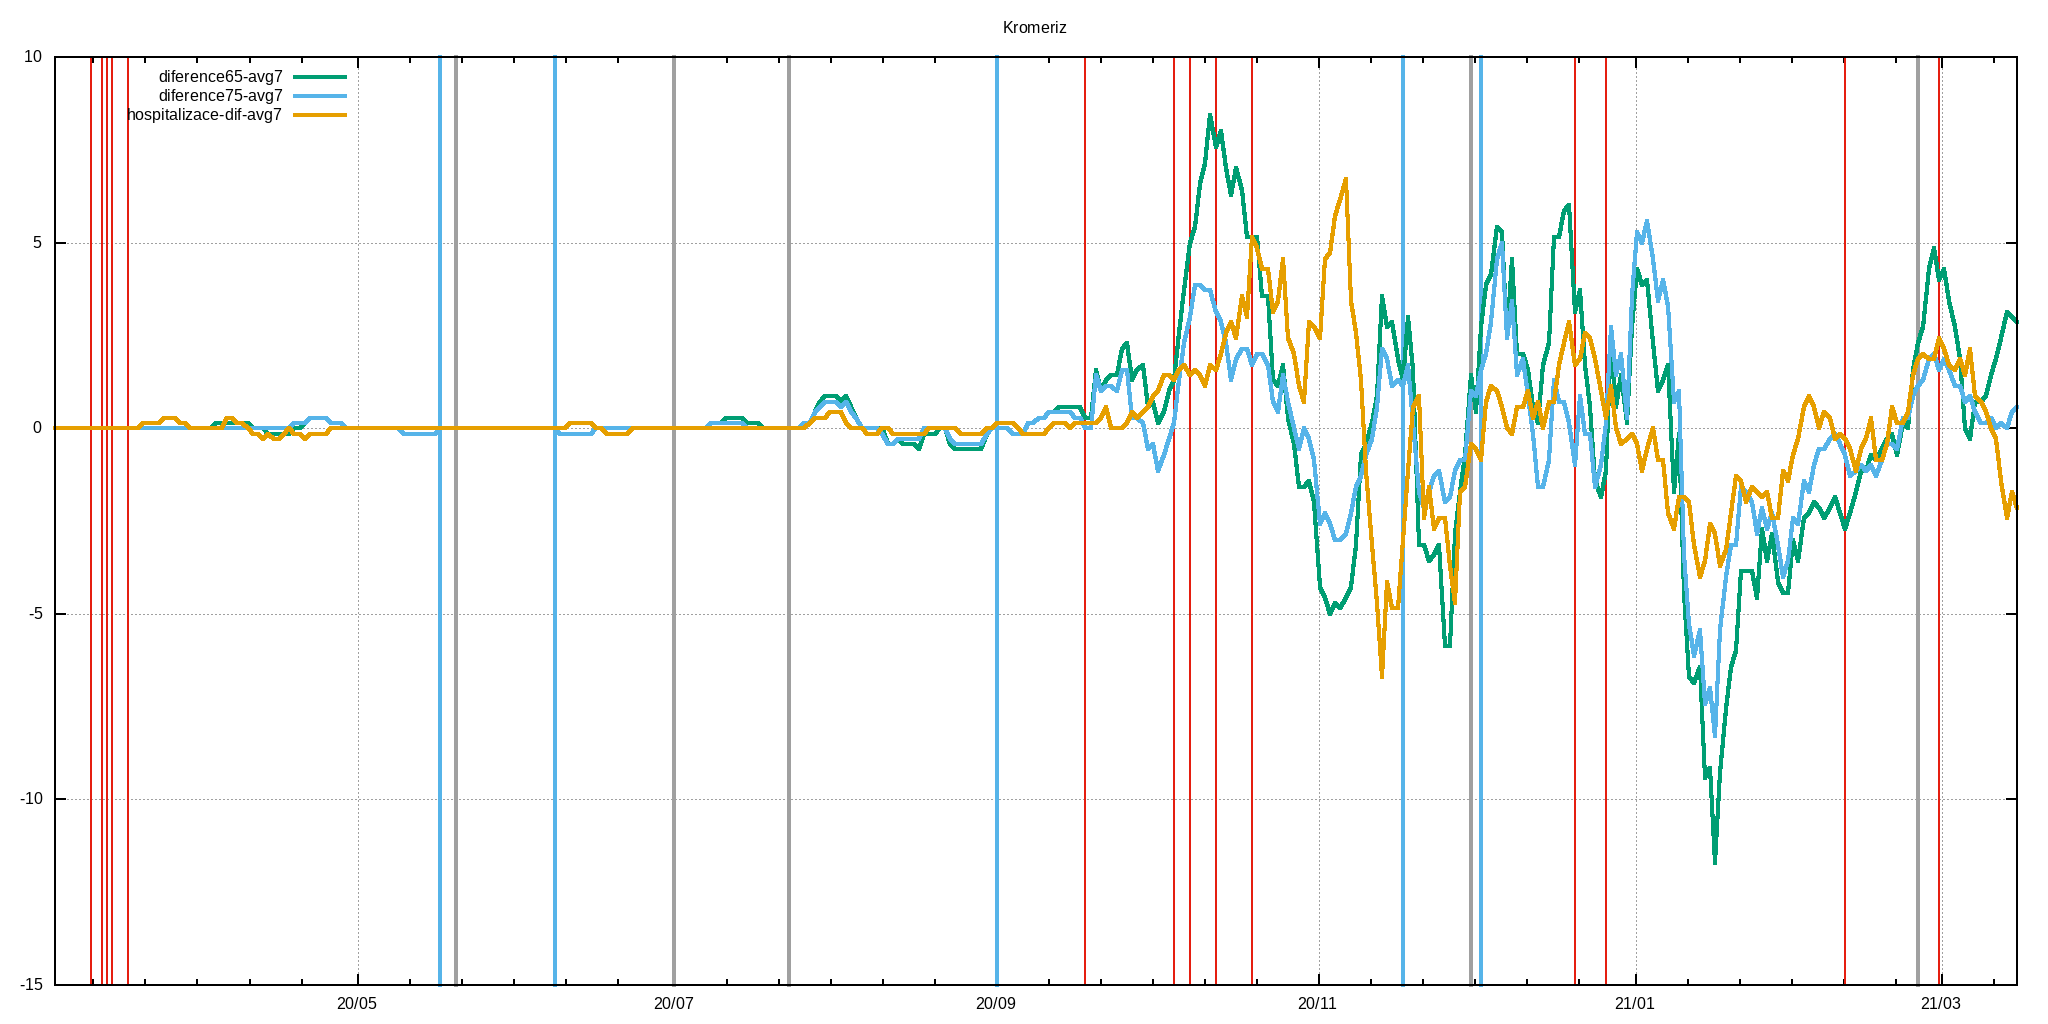 Kromeriz
10
diference65-avg7
diference75-avg7
hospitalizace-dif-avg7
5
0
-5
-10
-15
20/05 20/07 20/09 20/11 21/01 21/03